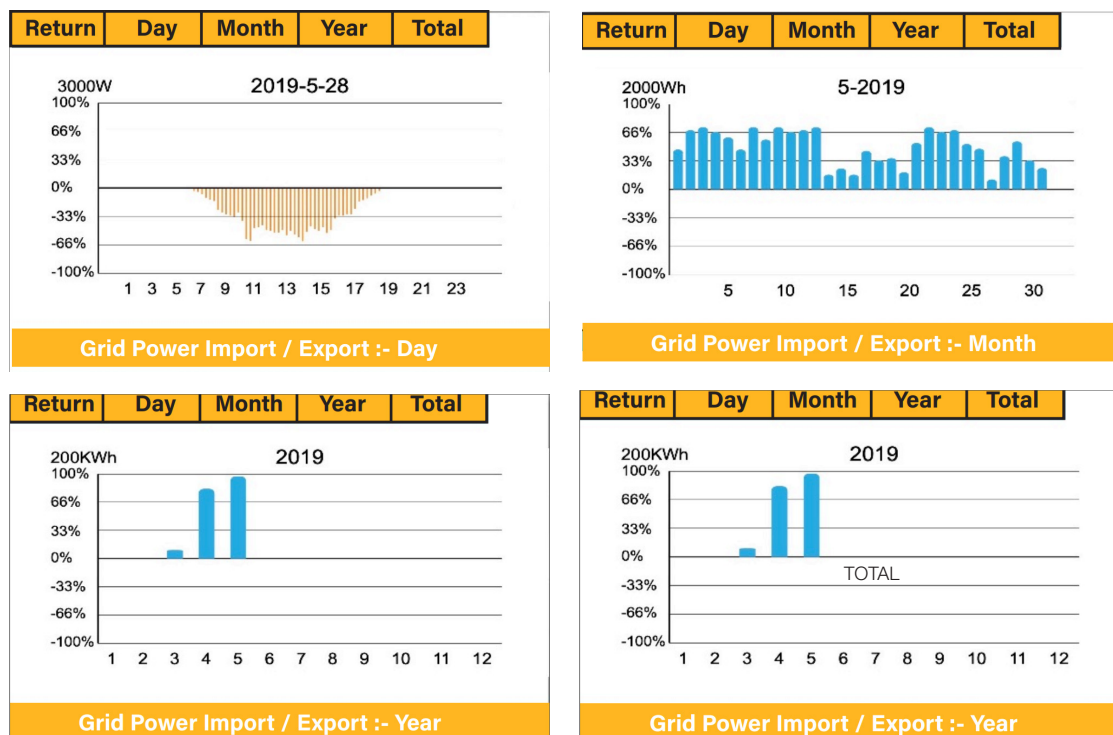 Return Day Month Year Total
3000W 2019-5-28
100%
66%
33%
0%
-33%
-66%
-100%
1 3 5 7 9 11 13 15 17 19 21 23
Grid Power Import / Export :- Day
Return Day Month Year Total
2000Wh 5-2019
100%
66%
33%
0%
-33%
-66%
-100%
5 10 15 20 25 30
Grid Power Import / Export :- Month
Return Day Month Year Total
200KWh 2019
100%
66%
33%
0%
-33%
-66%
-100%
1 2 3 4 5 6 7 8 9 10 11 12
Grid Power Import / Export :- Year
Return Day Month Year Total
200KWh 2019
100%
66%
33%
0%
TOTAL
-33%
-66%
-100%
1 2 3 4 5 6 7 8 9 10 11 12
Grid Power Import / Export :- Year